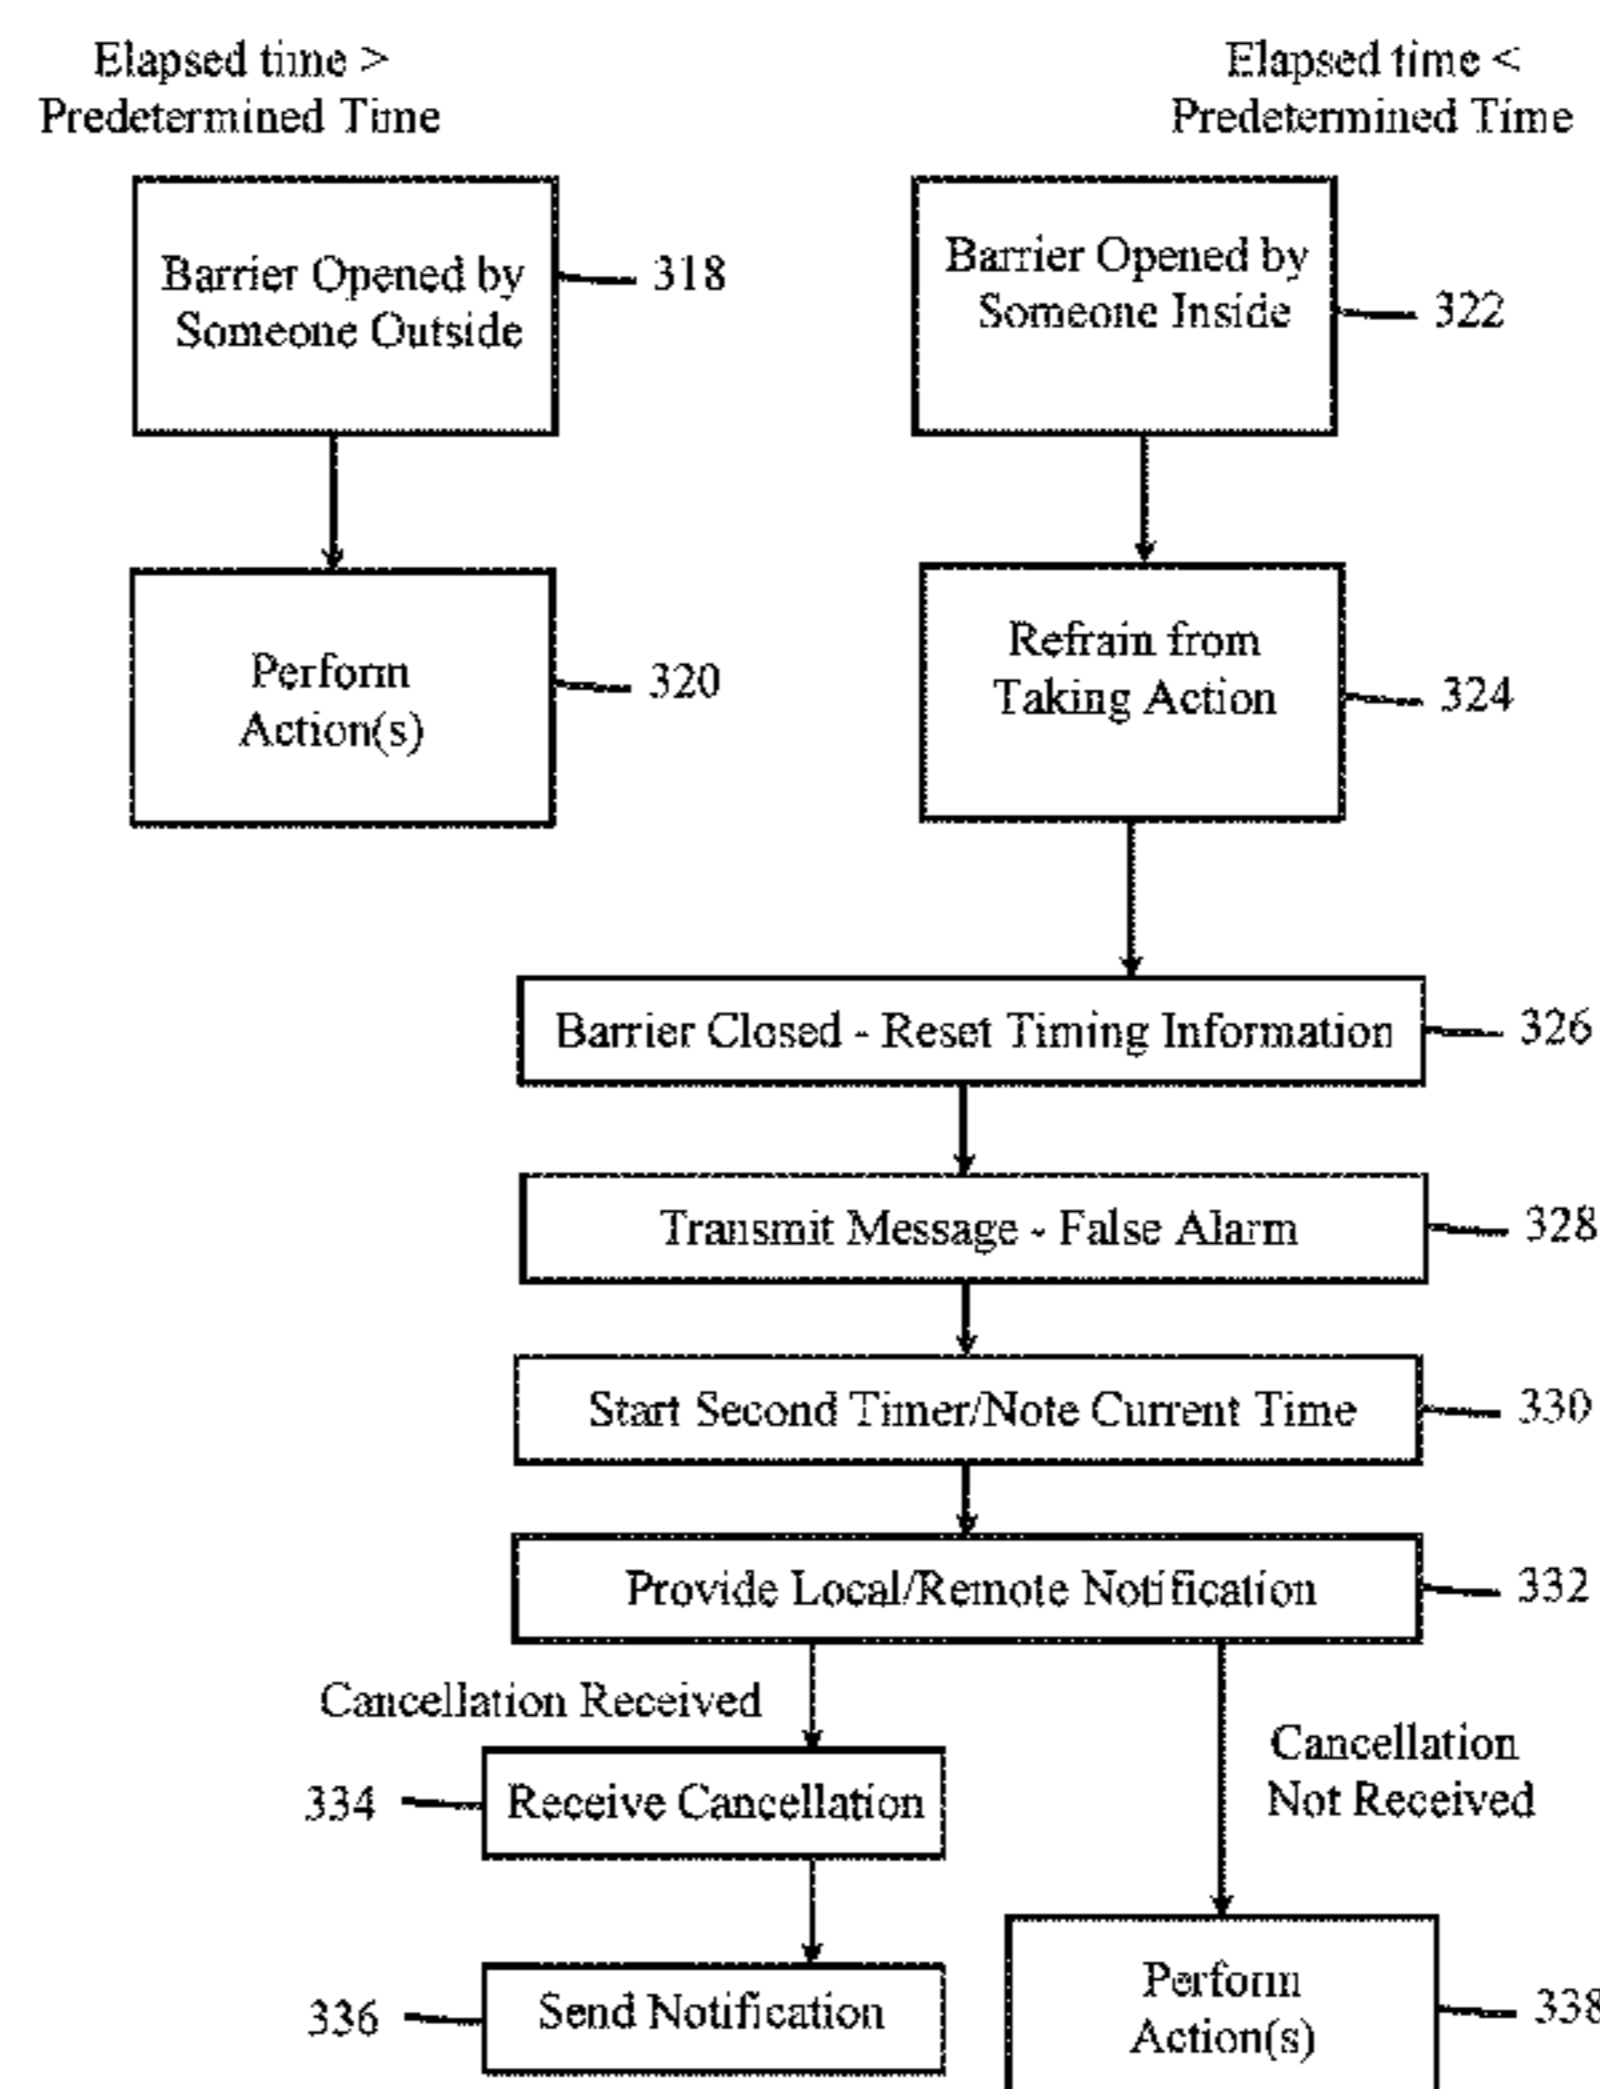 Elapsed time >
Predetermined Time
Elapsed time <
Predetermined Time
Barrier Opened by
Someone Outside
318
Barrier Opened by
Someone Inside
322
Perform
Action(s)
320
Refrain from
Taking Action
324
Barrier Closed - Reset Timing Information
326
Transmit Message - False Alarm
328
Start Second Timer/Note Current Time
330
Provide Local/Remote Notification
332
Cancellation Received
Cancellation
Not Received
334
Receive Cancellation
336
Send Notification
Perform
Action(s)
338